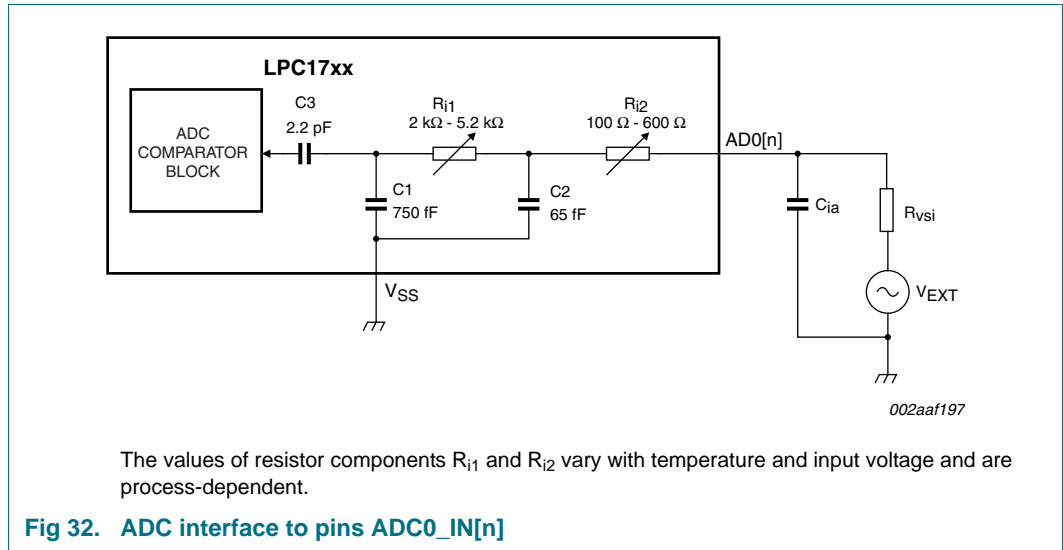 LPC17xx
ADC
COMPARATOR
BLOCK
C3
2.2 pF
Ri1
2 kΩ - 5.2 kΩ
Ri2
100 Ω - 600 Ω
AD0[n]
C1
750 fF
C2
65 fF
Cia
Rvsi
VSS
VEXT
002aaf197
The values of resistor components Ri1 and Ri2 vary with temperature and input voltage and are
process-dependent.
Fig 32. ADC interface to pins ADC0_IN[n]